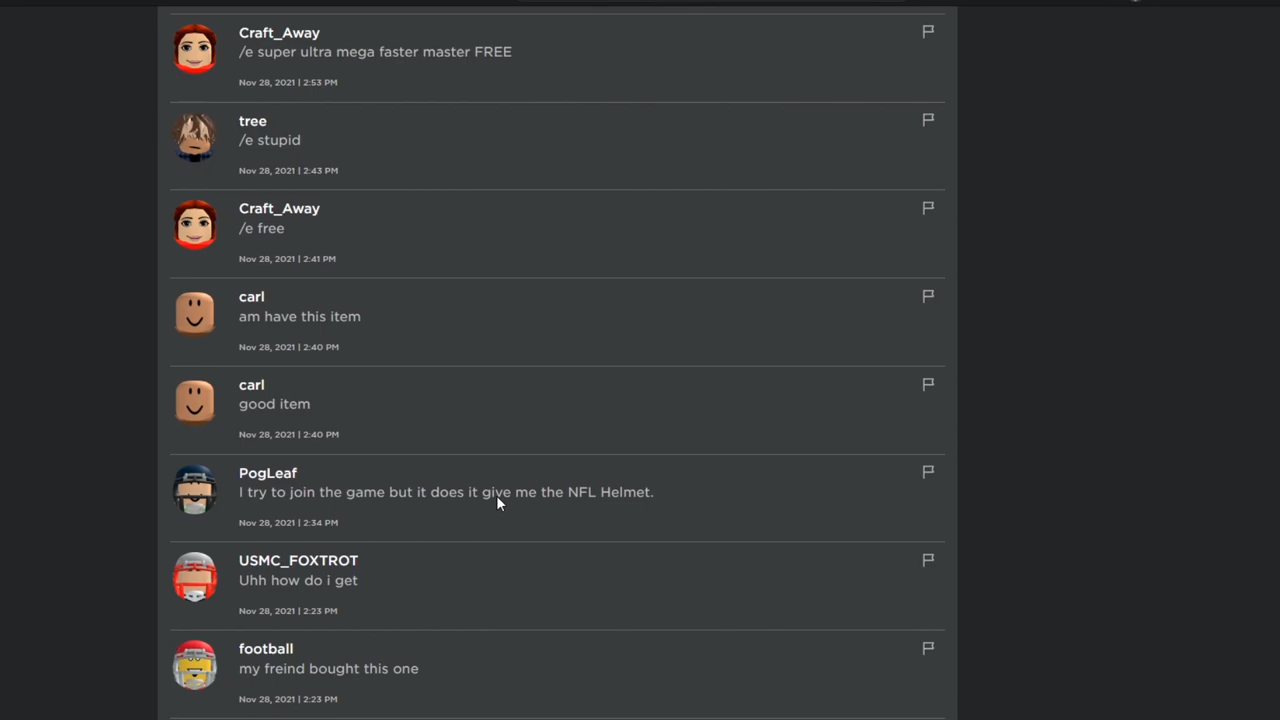 Craft_Away
/e super ultra mega faster master FREE
Nov 28, 2021 | 2:53 PM
tree
/e stupid
Nov 28, 2021 | 2:43 PM
Craft_Away
/e free
Nov 28, 2021 | 2:41 PM
carl
am have this item
Nov 28, 2021 | 2:40 PM
carl
good item
Nov 28, 2021 | 2:40 PM
PogLeaf
I try to join the game but it does it give me the NFL Helmet.
Nov 28, 2021 | 2:34 PM
USMC_FOXTROT
Uhh how do i get
Nov 28, 2021 | 2:23 PM
football
my freind bought this one
Nov 28, 2021 | 2:23 PM